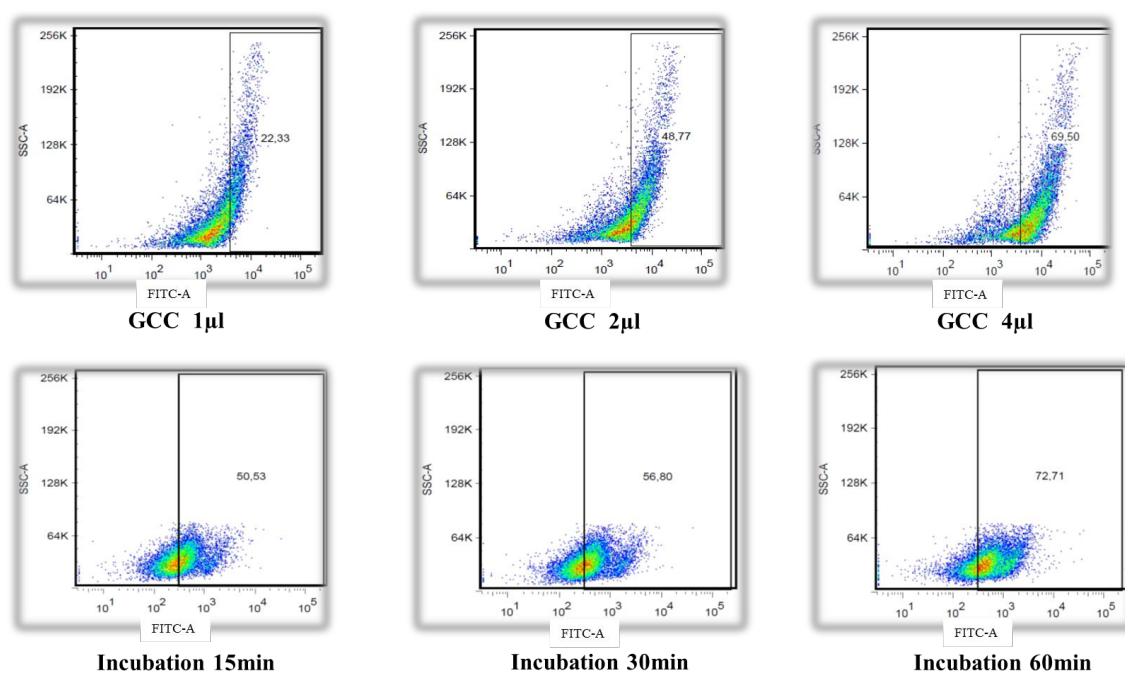 256K
192K
128K
64K
SSC-A
22,33
10¹ 10² 10³ 10⁴ 10⁵
FITC-A
GCC 1μl
256K
192K
128K
64K
SSC-A
48,77
10¹ 10² 10³ 10⁴ 10⁵
FITC-A
GCC 2μl
256K
192K
128K
64K
SSC-A
69,50
10¹ 10² 10³ 10⁴ 10⁵
FITC-A
GCC 4μl
256K
192K
128K
64K
SSC-A
50,53
10¹ 10² 10³ 10⁴ 10⁵
FITC-A
Incubation 15min
256K
192K
128K
64K
SSC-A
56,80
10¹ 10² 10³ 10⁴ 10⁵
FITC-A
Incubation 30min
256K
192K
128K
64K
SSC-A
72,71
10¹ 10² 10³ 10⁴ 10⁵
FITC-A
Incubation 60min